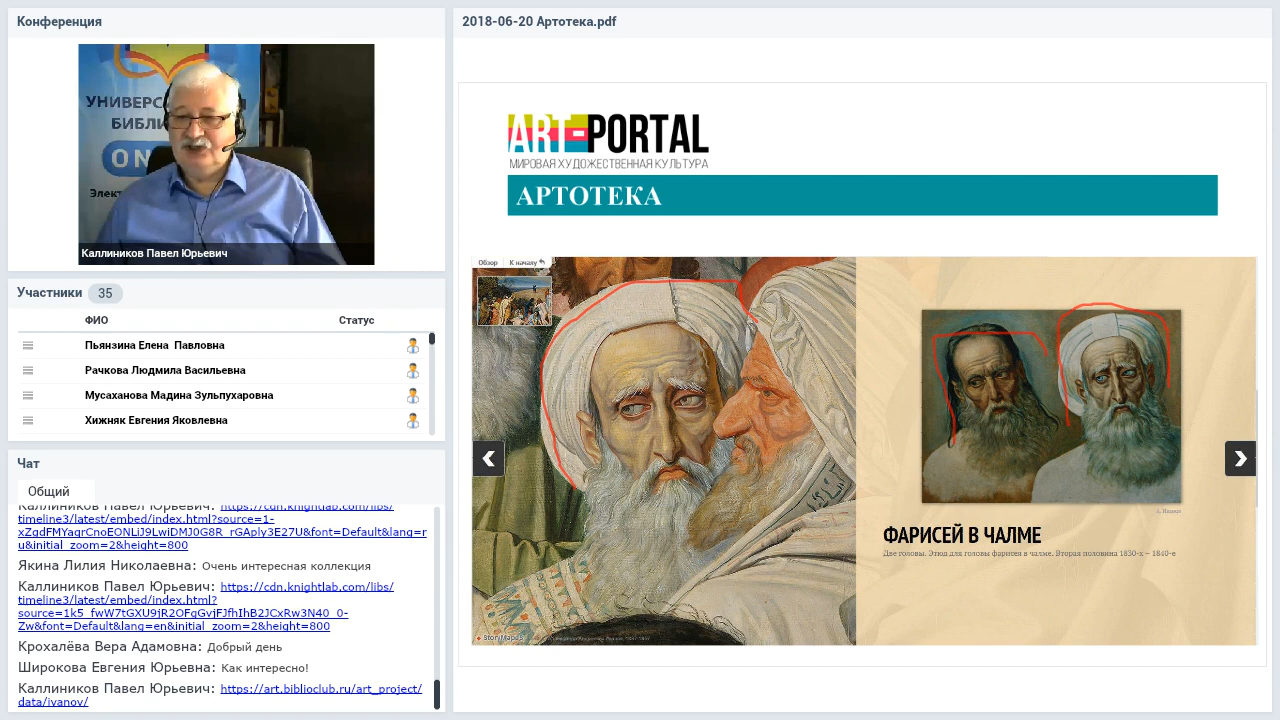 Конференция
УНИВЕРС
БИБЛИ
ON
Элект
Каллиников Павел Юрьевич
Участники 35
ФИО Статус
Пьянзина Елена Павловна
Рачкова Людмила Васильевна
Мусаханова Мадина Зульпухаровна
Хижняк Евгения Яковлевна
Чат
Общий
Каллиников Павел Юрьевич: https://cdn.knightlab.com/libs/
timeline3/latest/embed/index.html?source=1-
xZgdFMYagrCnoEONLiJ9LwiDMJ0G8R_rGAply3E27U&font=Default&lang=r
u&initial_zoom=2&height=800
Якина Лилия Николаевна: Очень интересная коллекция
Каллиников Павел Юрьевич: https://cdn.knightlab.com/libs/
timeline3/latest/embed/index.html?
source=1k5_fwW7tGXU9jR2OFgGvjFJfhIhB2JCxRw3N40_0-
Zw&font=Default&lang=en&initial_zoom=2&height=800
Крохалёва Вера Адамовна: Добрый день
Широкова Евгения Юрьевна: Как интересно!
Каллиников Павел Юрьевич: https://art.biblioclub.ru/art_project/
data/ivanov/
2018-06-20 Артотека.pdf
ART-PORTAL
МИРОВАЯ ХУДОЖЕСТВЕННАЯ КУЛЬТУРА
АРТОТЕКА
Обзор К началу
StoryMapJS
А. Иванов
ФАРИСЕЙ В ЧАЛМЕ
Две головы. Этюд для головы фарисея в чалме. Вторая половина 1830-х – 1840-е